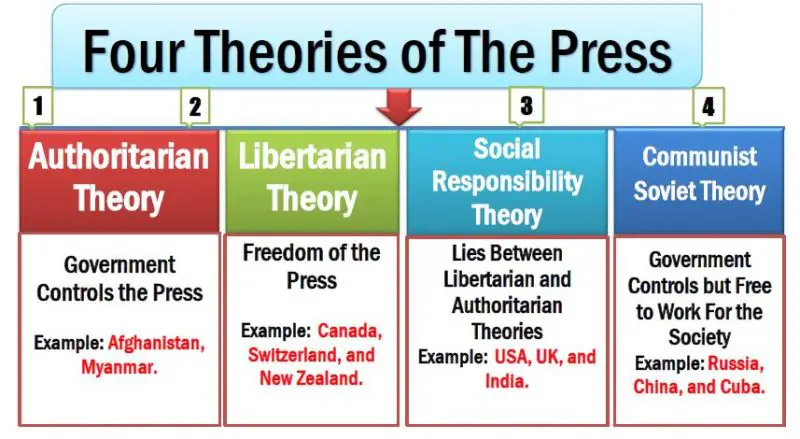 Four Theories of The Press
1
2
3
4
Authoritarian
Theory
Libertarian
Theory
Social
Responsibility
Theory
Communist
Soviet Theory
Government
Controls the Press
Example: Afghanistan,
Myanmar.
Freedom of the
Press
Example: Canada,
Switzerland, and
New Zealand.
Lies Between
Libertarian and
Authoritarian
Theories
Example: USA, UK, and
India.
Government
Controls but Free
to Work For the
Society
Example: Russia,
China, and Cuba.